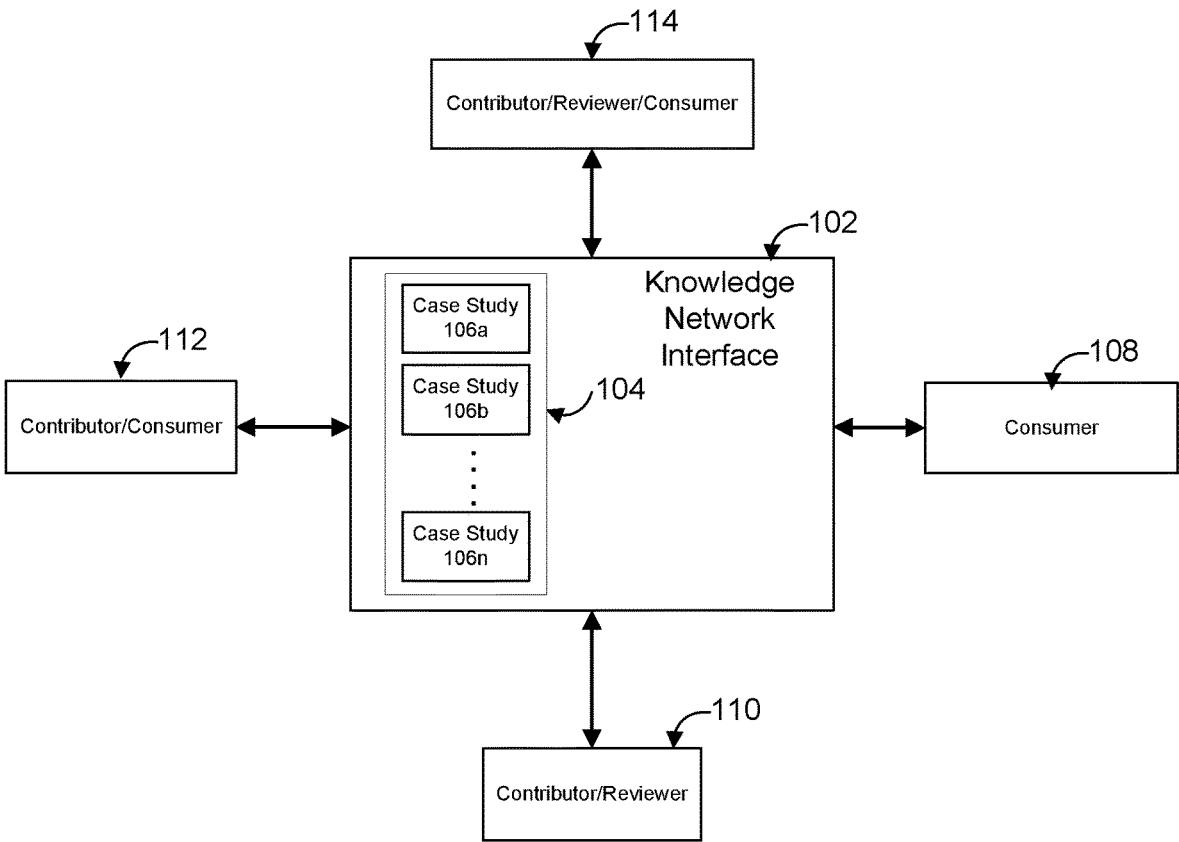 114
Contributor/Reviewer/Consumer
102
Knowledge
Network
Interface
Case Study
106a
112
Contributor/Consumer
Case Study
106b
104
108
Consumer
Case Study
106n
110
Contributor/Reviewer